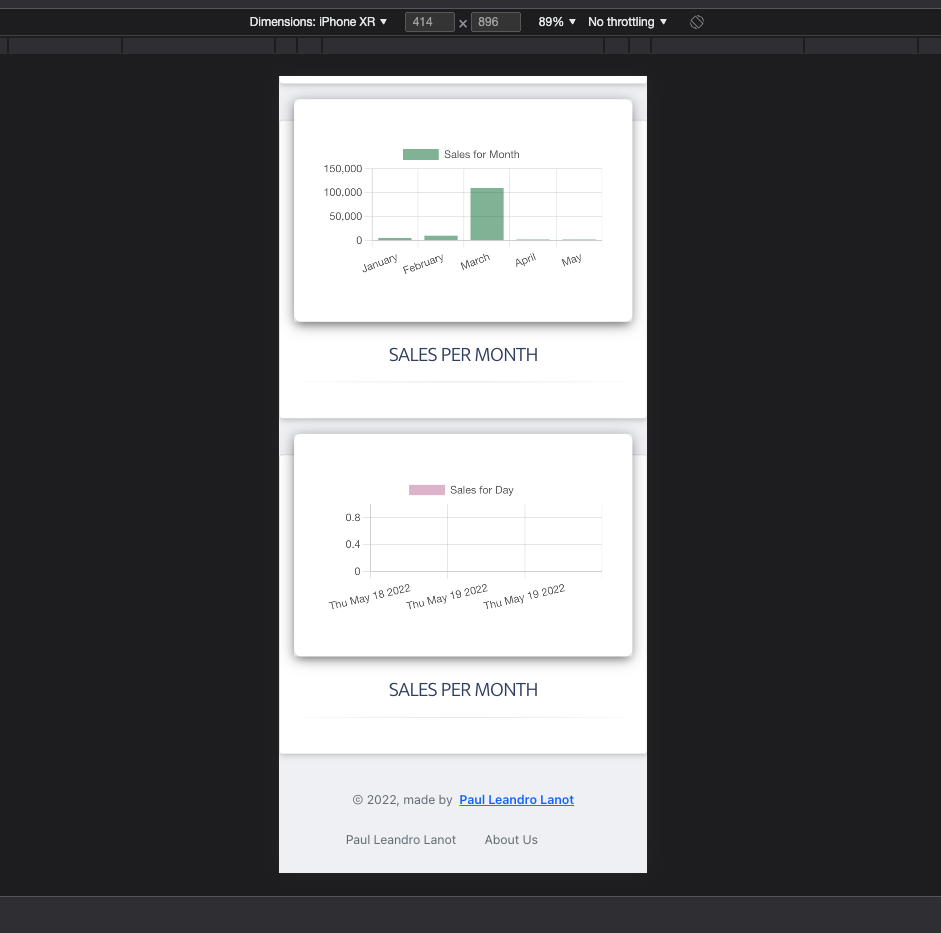 Dimensions: iPhone XR ▼ 414 × 896 89% ▼ No throttling ▼
Sales for Month
150,000
100,000
50,000
0
January February March April May
SALES PER MONTH
Sales for Day
0.8
0.4
0
Thu May 18 2022 Thu May 19 2022 Thu May 19 2022
SALES PER MONTH
© 2022, made by Paul Leandro Lanot
Paul Leandro Lanot About Us